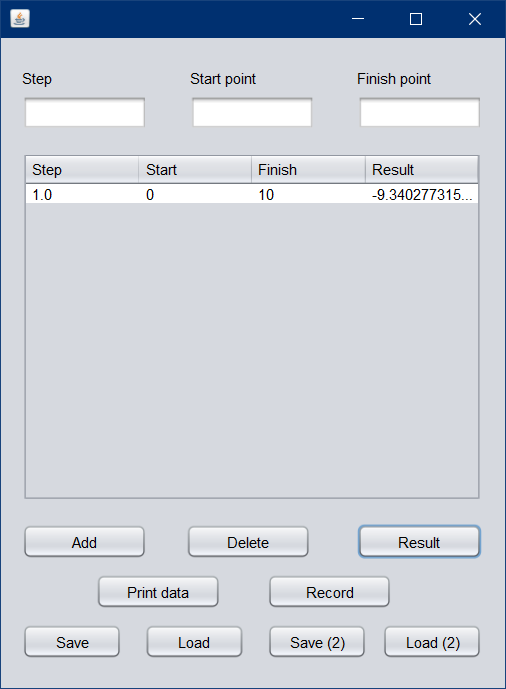 Step Start point Finish point
Step Start Finish Result
1.0 0 10 -9.340277315...
Add Delete Result
Print data Record
Save Load Save (2) Load (2)